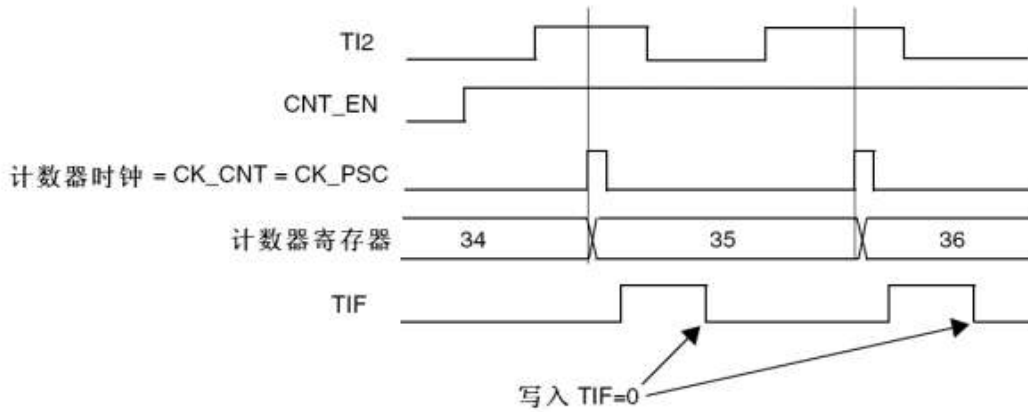 TI2
CNT_EN
计数器时钟 = CK_CNT = CK_PSC
计数器寄存器 34 35 36
TIF
写入 TIF=0